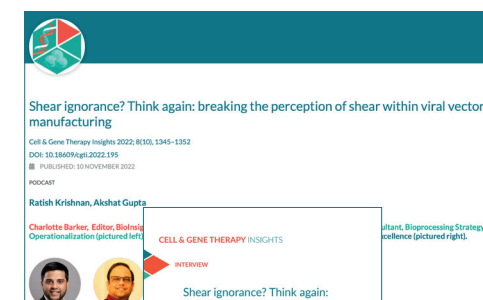 Shear ignorance? Think again: breaking the perception of shear within viral vector
manufacturing
Cell & Gene Therapy Insights 2022; 8(10), 1345–1352
DOI: 10.18609/cgti.2022.195
PUBLISHED: 10 NOVEMBER 2022
PODCAST
Ratish Krishnan, Akshat Gupta
Charlotte Barker, Editor, BioInsig
ultant, Bioprocessing Strategy
Operationalization (pictured left)
xcellence (pictured right).
CELL & GENE THERAPY INSIGHTS
INTERVIEW
Shear ignorance? Think again: